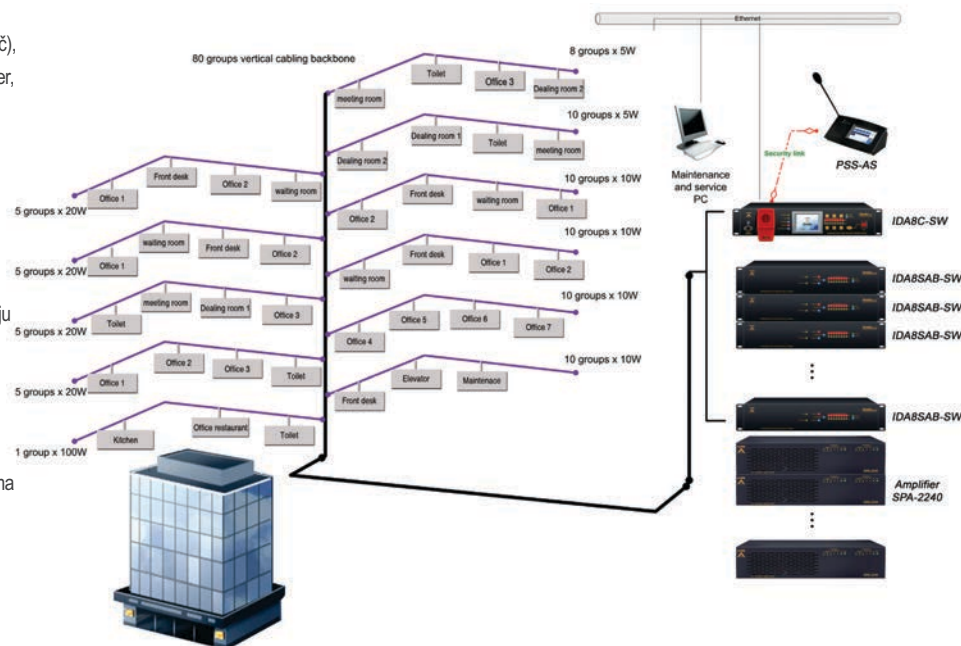 č),
er,
ju
na
Ethernet
80 groups vertical cabling backbone
8 groups x 5W
meeting room
Toilet
Office 3
Dealing room 2
10 groups x 5W
Dealing room 2
Dealing room 1
Toilet
meeting room
10 groups x 10W
Office 2
Front desk
waiting room
Office 1
10 groups x 10W
waiting room
Front desk
Office 1
Office 2
10 groups x 10W
Office 4
Office 5
Office 6
Office 7
10 groups x 10W
Front desk
Elevator
Maintenace
Office 1
Front desk
Office 2
waiting room
5 groups x 20W
Office 1
waiting room
Front desk
Office 2
5 groups x 20W
Toilet
meeting room
Dealing room 1
Office 3
5 groups x 20W
Office 1
Office 2
Office 3
Toilet
5 groups x 20W
Kitchen
Office restaurant
Toilet
1 group x 100W
Maintenance
and service
PC
Security link
PSS-AS
IDA8C-SW
IDA8SAB-SW
IDA8SAB-SW
IDA8SAB-SW
IDA8SAB-SW
Amplifier
SPA-2240